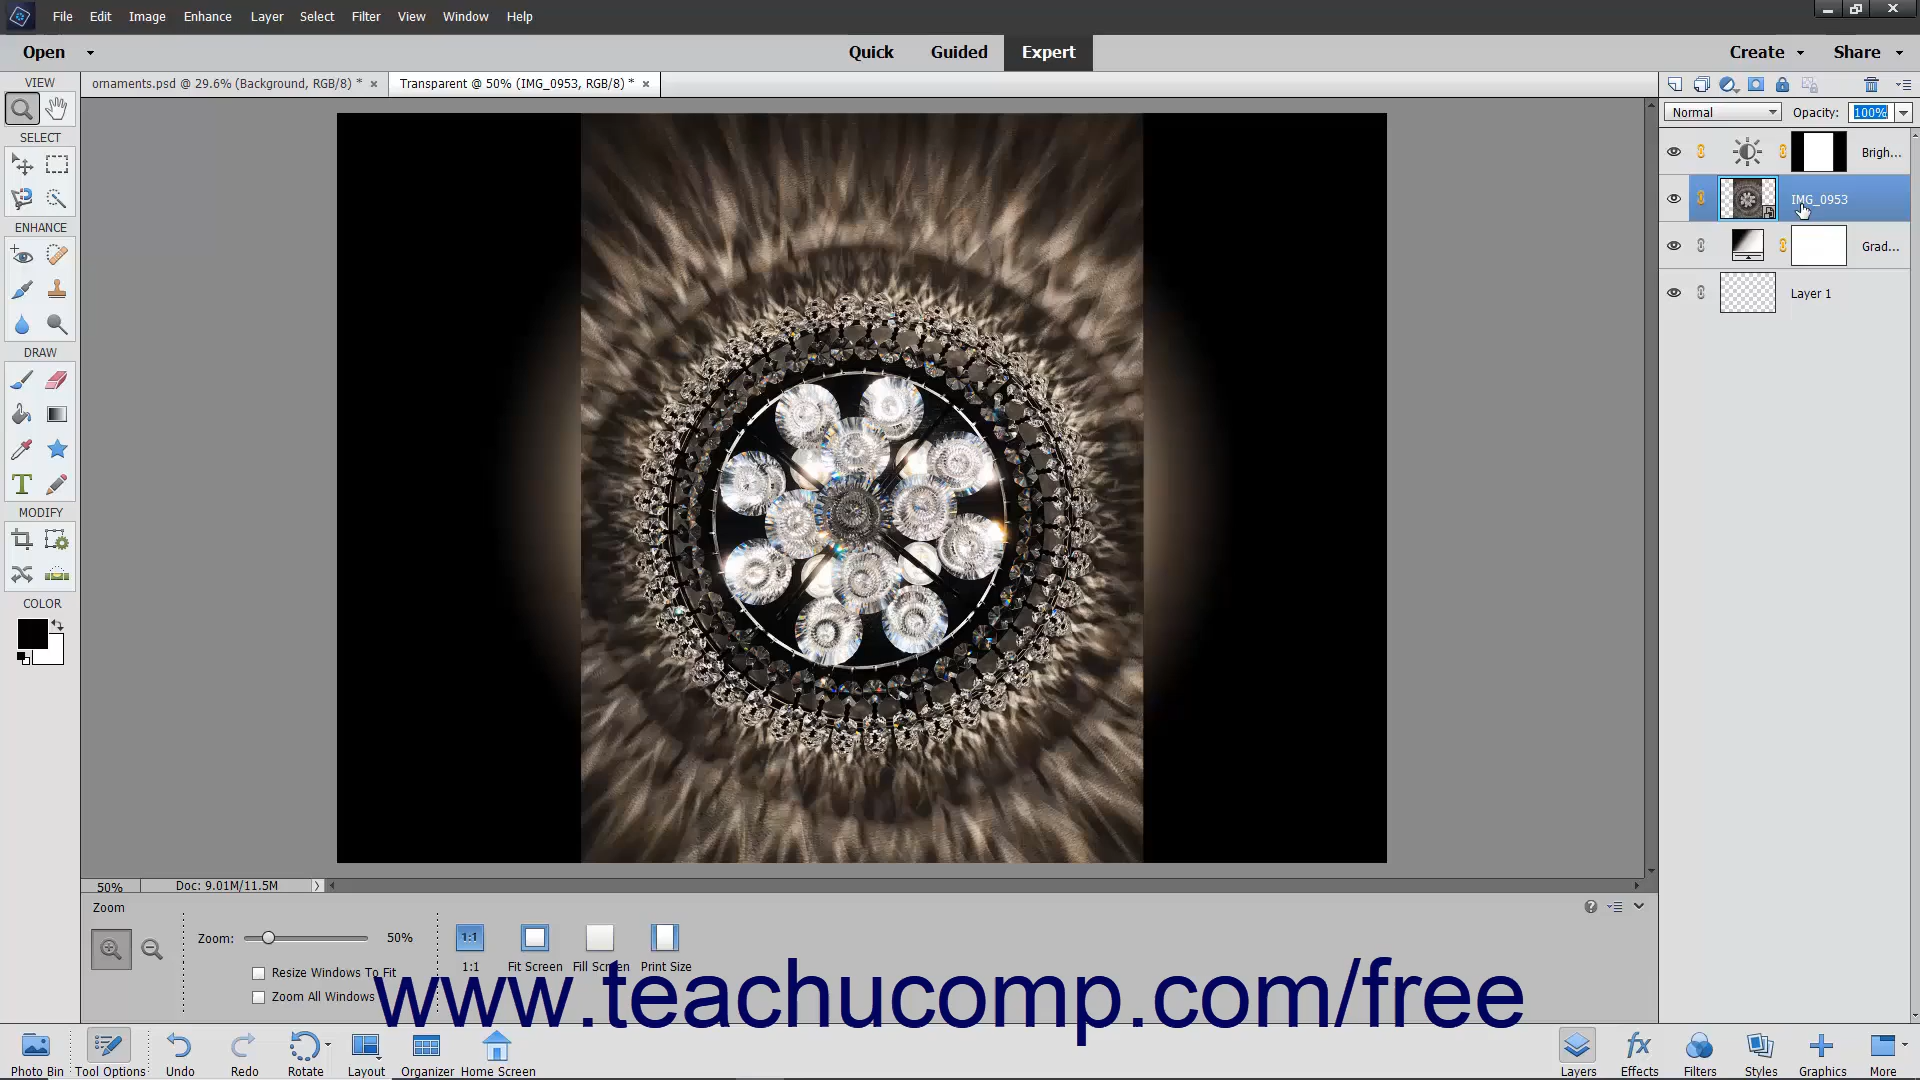 File Edit Image Enhance Layer Select Filter View Window Help
Open Quick Guided Expert Create Share
VIEW
ornaments.psd @ 29.6% (Background, RGB/8) * × Transparent @ 50% (IMG_0953, RGB/8) * ×
Normal Opacity: 100%
SELECT
Brigh...
IMG_0953
ENHANCE
Grad...
Layer 1
DRAW
T
MODIFY
COLOR
50% Doc: 9.01M/11.5M
Zoom
Zoom: 50%
1:1
1:1 Fit Screen Fill Screen Print Size
Resize Windows To Fit
Zoom All Windows
www.teachucomp.com/free
Photo Bin Tool Options Undo Redo Rotate Layout Organizer Home Screen
fx
Layers Effects Filters Styles Graphics More